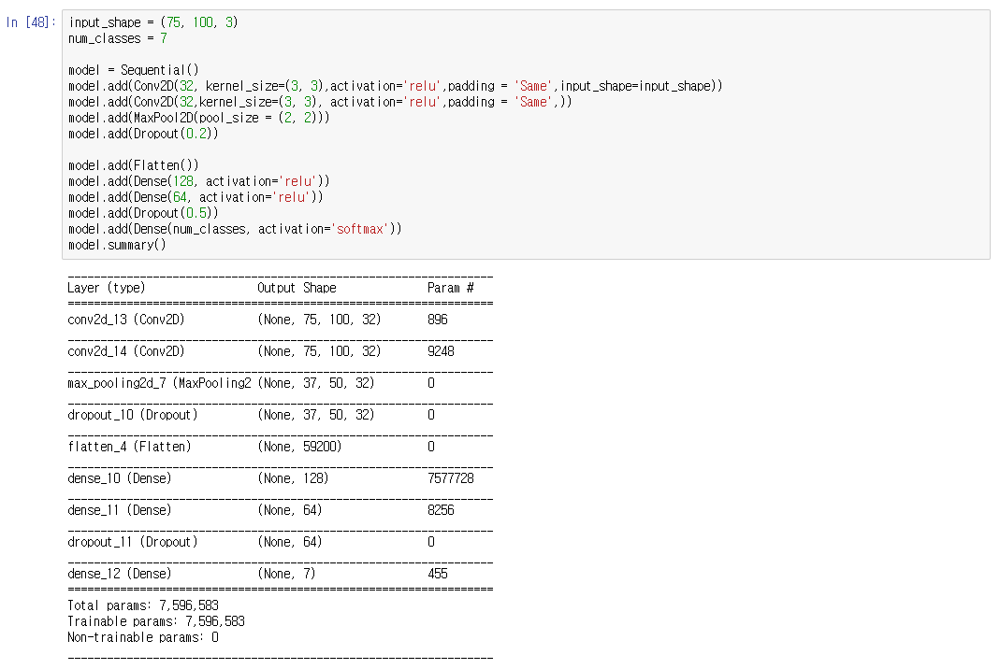 In [48]:
input_shape = (75, 100, 3)
num_classes = 7
model = Sequential()
model.add(Conv2D(32, kernel_size=(3, 3),activation='relu',padding = 'Same',input_shape=input_shape))
model.add(Conv2D(32,kernel_size=(3, 3), activation='relu',padding = 'Same',))
model.add(MaxPool2D(pool_size = (2, 2)))
model.add(Dropout(0.2))
model.add(Flatten())
model.add(Dense(128, activation='relu'))
model.add(Dense(64, activation='relu'))
model.add(Dropout(0.5))
model.add(Dense(num_classes, activation='softmax'))
model.summary()
_________________________________________________________________
Layer (type)                 Output Shape              Param #
=================================================================
conv2d_13 (Conv2D)           (None, 75, 100, 32)       896
_________________________________________________________________
conv2d_14 (Conv2D)           (None, 75, 100, 32)       9248
_________________________________________________________________
max_pooling2d_7 (MaxPooling2 (None, 37, 50, 32)        0
_________________________________________________________________
dropout_10 (Dropout)         (None, 37, 50, 32)        0
_________________________________________________________________
flatten_4 (Flatten)          (None, 59200)             0
_________________________________________________________________
dense_10 (Dense)             (None, 128)               7577728
_________________________________________________________________
dense_11 (Dense)             (None, 64)                8256
_________________________________________________________________
dropout_11 (Dropout)         (None, 64)                0
_________________________________________________________________
dense_12 (Dense)             (None, 7)                 455
=================================================================
Total params: 7,596,583
Trainable params: 7,596,583
Non-trainable params: 0
_________________________________________________________________